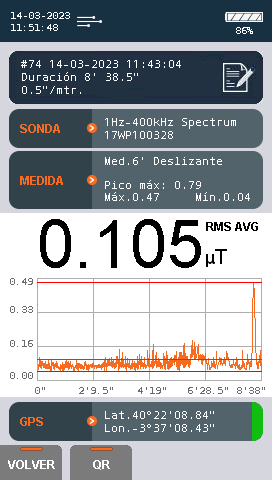 14-03-2023
11:51:48
86%
#74 14-03-2023 11:43:04
Duración 8' 38.5"
0.5"/mtr.
SONDA
1Hz-400kHz Spectrum
17WP100328
MEDIDA
Med.6' Deslizante
Pico máx: 0.79
Máx.0.47 Mín.0.04
0.105 RMS AVG
µT
0.49
0.33
0.16
0.00
0" 2'9.5" 4'19" 6'28.5" 8'38"
GPS
Lat.40°22'08.84"
Lon.-3°37'08.43"
VOLVER QR